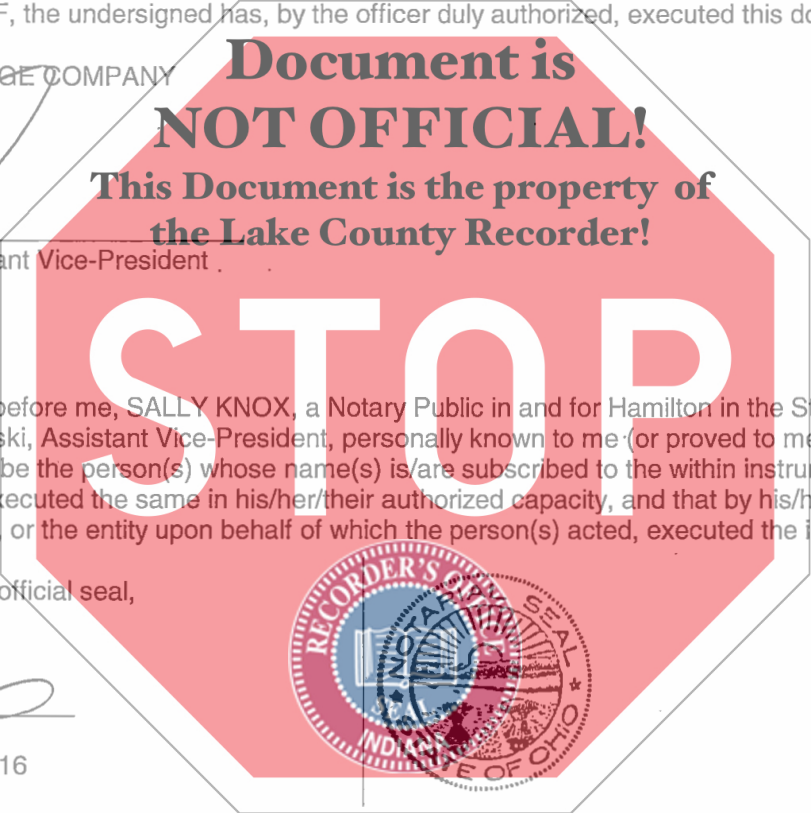 F, the undersigned has, by the officer duly authorized, executed this do
GE COMPANY
Document is
NOT OFFICIAL!
This Document is the property of
the Lake County Recorder!
ant Vice-President
STOP
before me, SALLY KNOX, a Notary Public in and for Hamilton in the S
ski, Assistant Vice-President, personally known to me (or proved to me
be the person(s) whose name(s) is/are subscribed to the within instru
xecuted the same in his/her/their authorized capacity, and that by his/h
, or the entity upon behalf of which the person(s) acted, executed the i
official seal,
RECORDER'S OFFICE
SEAL
INDIANA
NOTARIAL SEAL
STATE OF OHIO
16